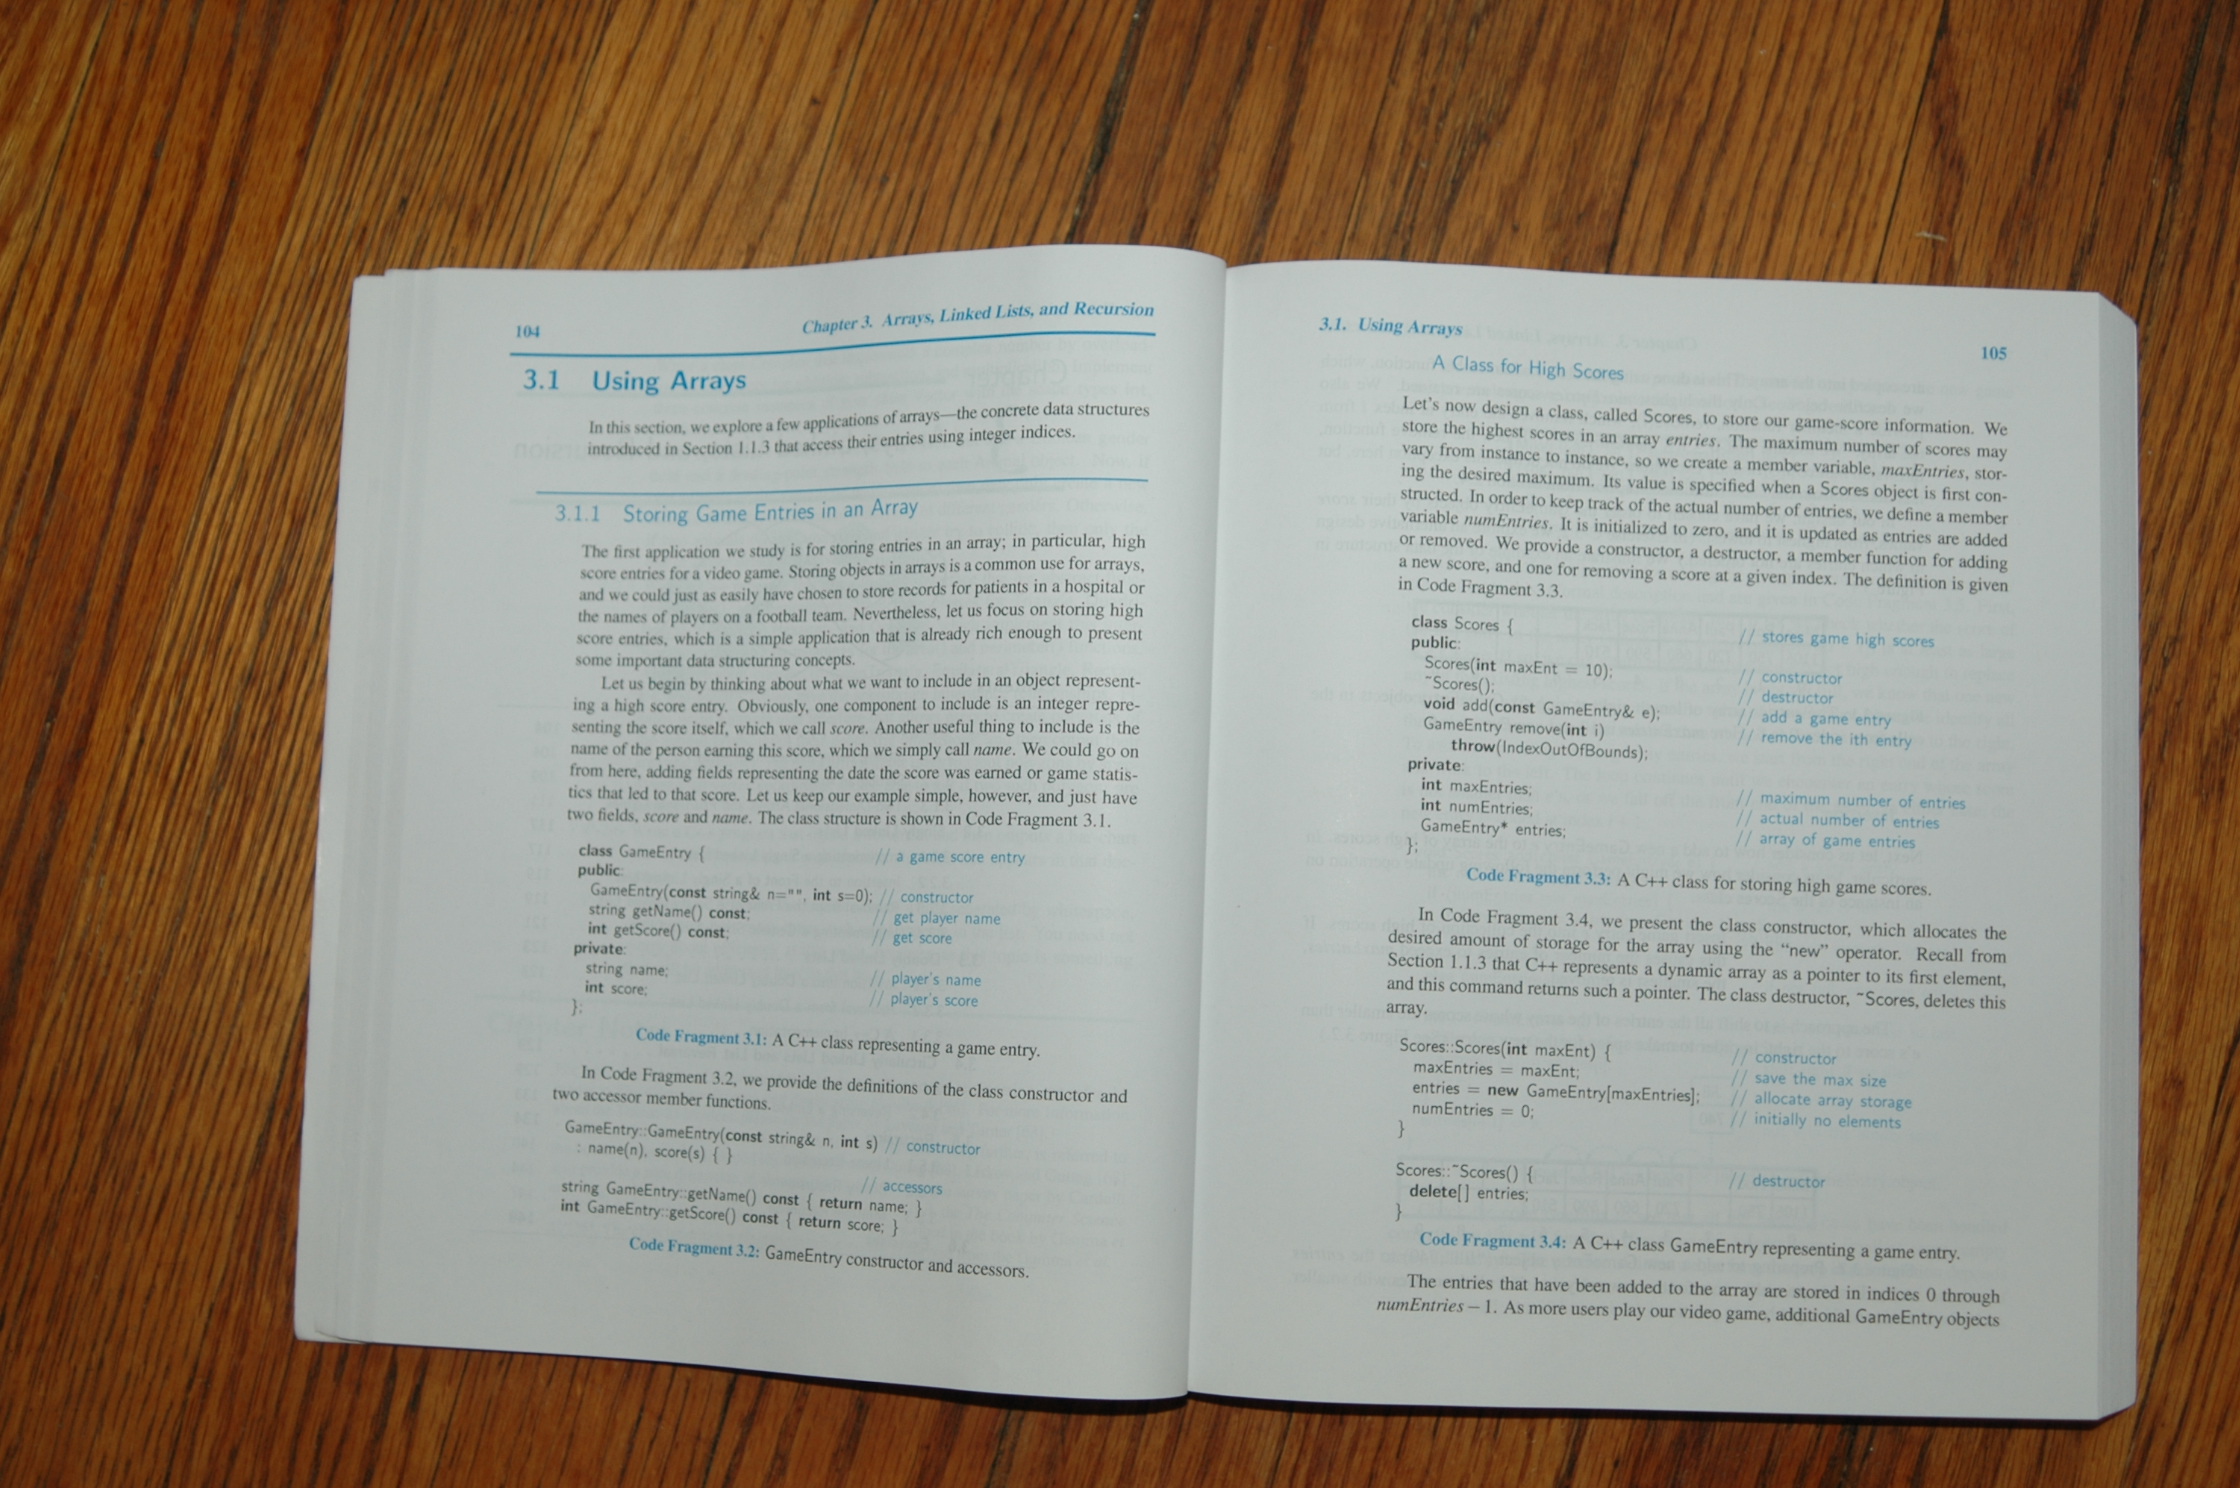 104
Chapter 3. Arrays, Linked Lists, and Recursion
3.1 Using Arrays
In this section, we explore a few applications of arrays—the concrete data structures
introduced in Section 1.1.3 that access their entries using integer indices.
3.1.1 Storing Game Entries in an Array
The first application we study is for storing entries in an array; in particular, high
score entries for a video game. Storing objects in arrays is a common use for arrays,
and we could just as easily have chosen to store records for patients in a hospital or
the names of players on a football team. Nevertheless, let us focus on storing high
score entries, which is a simple application that is already rich enough to present
some important data structuring concepts.
Let us begin by thinking about what we want to include in an object represent-
ing a high score entry. Obviously, one component to include is an integer repre-
senting the score itself, which we call score. Another useful thing to include is the
name of the person earning this score, which we simply call name. We could go on
from here, adding fields representing the date the score was earned or game statis-
tics that led to that score. Let us keep our example simple, however, and just have
two fields, score and name. The class structure is shown in Code Fragment 3.1.
class GameEntry { // a game score entry
public:
GameEntry(const string& n="", int s=0); // constructor
string getName() const; // get player name
int getScore() const; // get score
private:
string name; // player's name
int score; // player's score
};
Code Fragment 3.1: A C++ class representing a game entry.
In Code Fragment 3.2, we provide the definitions of the class constructor and
two accessor member functions.
GameEntry::GameEntry(const string& n, int s) // constructor
: name(n), score(s) { }
// accessors
string GameEntry::getName() const { return name; }
int GameEntry::getScore() const { return score; }
Code Fragment 3.2: GameEntry constructor and accessors.
3.1. Using Arrays
105
A Class for High Scores
Let's now design a class, called Scores, to store our game-score information. We
store the highest scores in an array entries. The maximum number of scores may
vary from instance to instance, so we create a member variable, maxEntries, stor-
ing the desired maximum. Its value is specified when a Scores object is first con-
structed. In order to keep track of the actual number of entries, we define a member
variable numEntries. It is initialized to zero, and it is updated as entries are added
or removed. We provide a constructor, a destructor, a member function for adding
a new score, and one for removing a score at a given index. The definition is given
in Code Fragment 3.3.
class Scores { // stores game high scores
public:
Scores(int maxEnt = 10); // constructor
~Scores(); // destructor
void add(const GameEntry& e); // add a game entry
GameEntry remove(int i) // remove the ith entry
throw(IndexOutOfBounds);
private:
int maxEntries; // maximum number of entries
int numEntries; // actual number of entries
GameEntry* entries; // array of game entries
};
Code Fragment 3.3: A C++ class for storing high game scores.
In Code Fragment 3.4, we present the class constructor, which allocates the
desired amount of storage for the array using the “new” operator. Recall from
Section 1.1.3 that C++ represents a dynamic array as a pointer to its first element,
and this command returns such a pointer. The class destructor, ~Scores, deletes this
array.
Scores::Scores(int maxEnt) { // constructor
maxEntries = maxEnt; // save the max size
entries = new GameEntry[maxEntries]; // allocate array storage
numEntries = 0; // initially no elements
}
Scores::~Scores() { // destructor
delete[] entries;
}
Code Fragment 3.4: A C++ class GameEntry representing a game entry.
The entries that have been added to the array are stored in indices 0 through
numEntries − 1. As more users play our video game, additional GameEntry objects